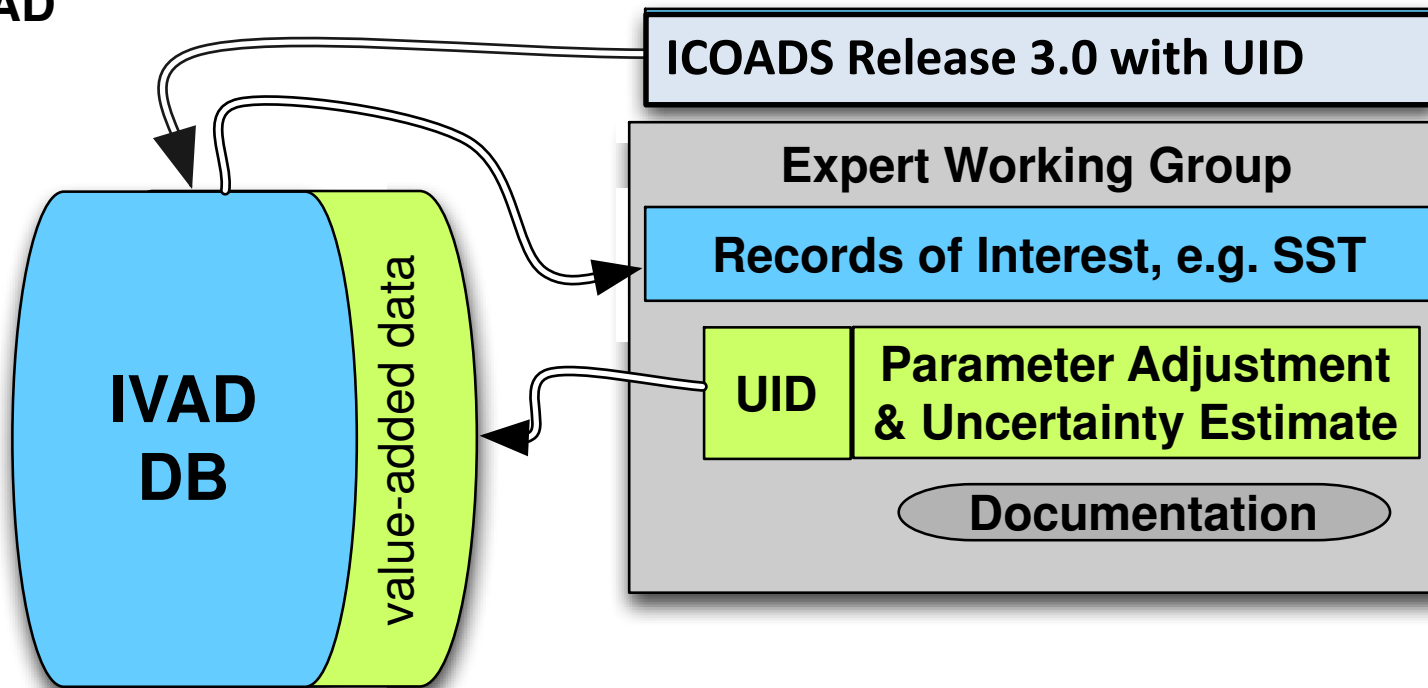 ICOADS Release 3.0 with UID
Expert Working Group
Records of Interest, e.g. SST
UID
Parameter Adjustment
& Uncertainty Estimate
Documentation
IVAD
DB
value-added data